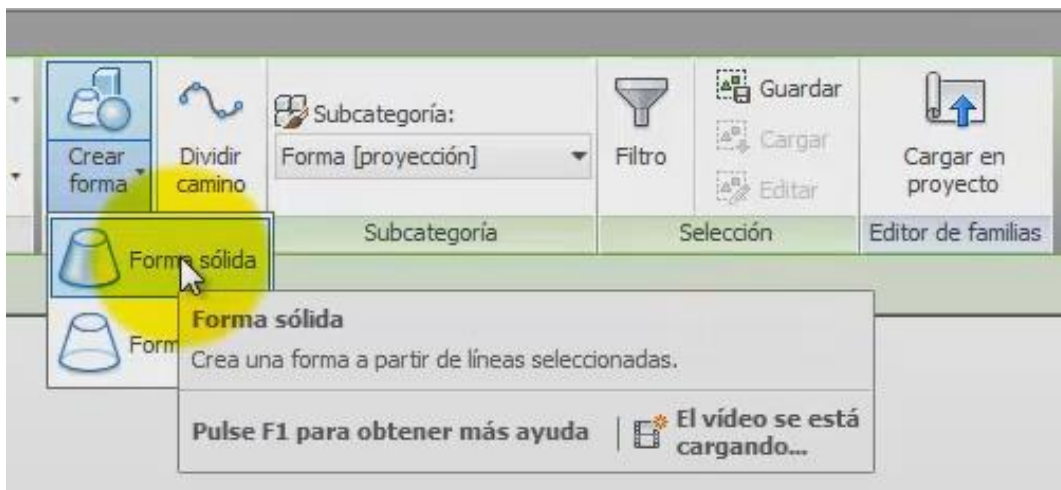 Crear
forma
Dividir
camino
Subcategoría:
Forma [proyección]
Subcategoría
Filtro
Guardar
Cargar
Editar
Selección
Cargar en
proyecto
Editor de familias
Forma sólida
Forma sólida
Crea una forma a partir de líneas seleccionadas.
Pulse F1 para obtener más ayuda
El vídeo se está
cargando...